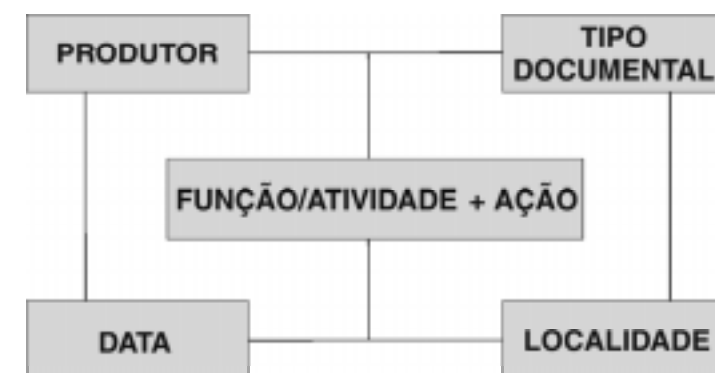 PRODUTOR
TIPO
DOCUMENTAL
FUNÇÃO/ATIVIDADE + AÇÃO
DATA
LOCALIDADE